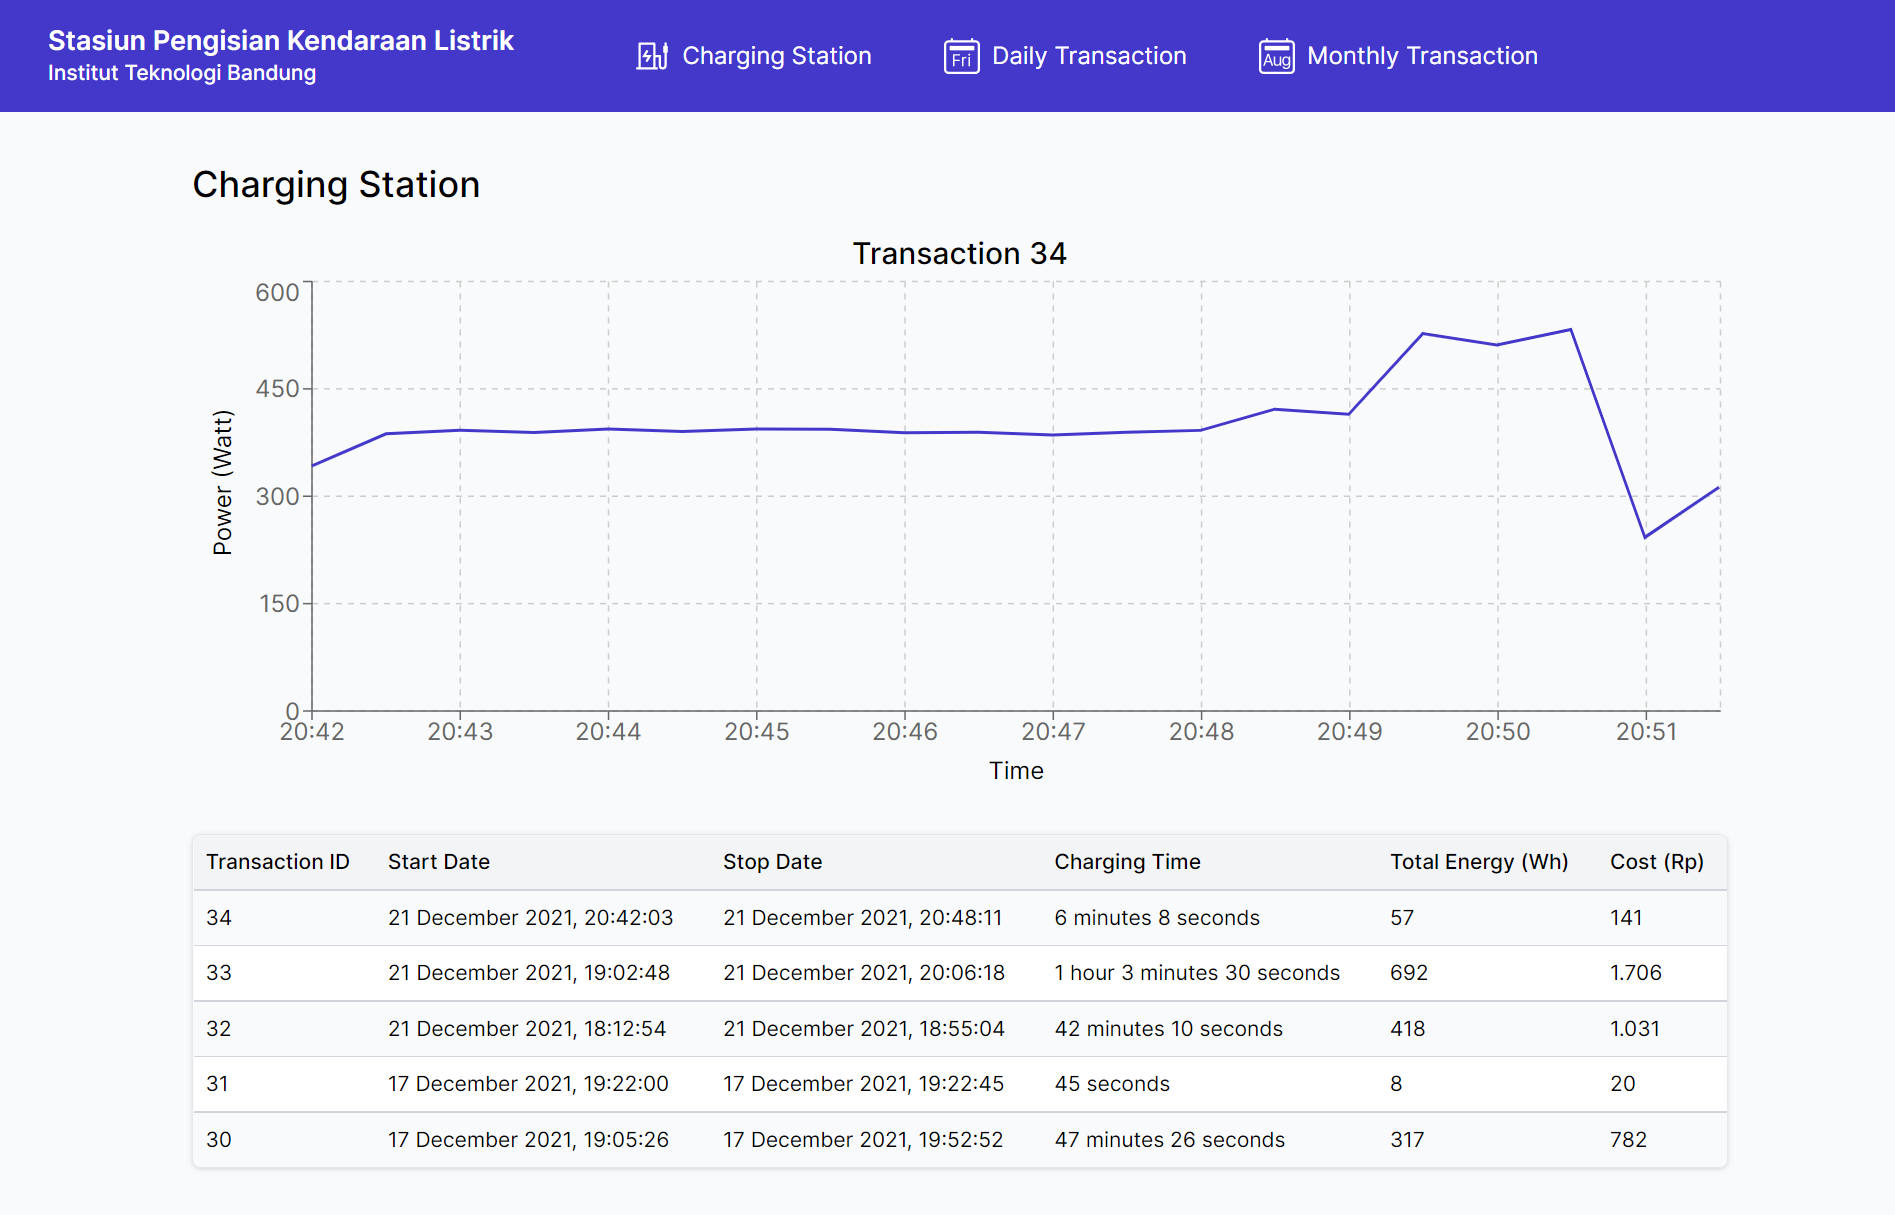 Stasiun Pengisian Kendaraan Listrik
Institut Teknologi Bandung
Charging Station
Fri Daily Transaction
Aug Monthly Transaction
Charging Station
Transaction 34
600
450
300
150
0
Power (Watt)
20:42 20:43 20:44 20:45 20:46 20:47 20:48 20:49 20:50 20:51
Time
Transaction ID Start Date Stop Date Charging Time Total Energy (Wh) Cost (Rp)
34 21 December 2021, 20:42:03 21 December 2021, 20:48:11 6 minutes 8 seconds 57 141
33 21 December 2021, 19:02:48 21 December 2021, 20:06:18 1 hour 3 minutes 30 seconds 692 1.706
32 21 December 2021, 18:12:54 21 December 2021, 18:55:04 42 minutes 10 seconds 418 1.031
31 17 December 2021, 19:22:00 17 December 2021, 19:22:45 45 seconds 8 20
30 17 December 2021, 19:05:26 17 December 2021, 19:52:52 47 minutes 26 seconds 317 782